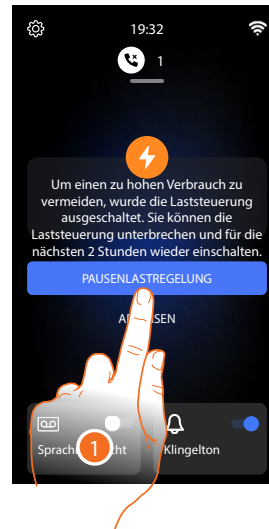 19:32
1
Um einen zu hohen Verbrauch zu
vermeiden, wurde die Laststeuerung
ausgeschaltet. Sie können die
Laststeuerung unterbrechen und für die
nächsten 2 Stunden wieder einschalten.
PAUSENLASTREGELUNG
1
Klingelton